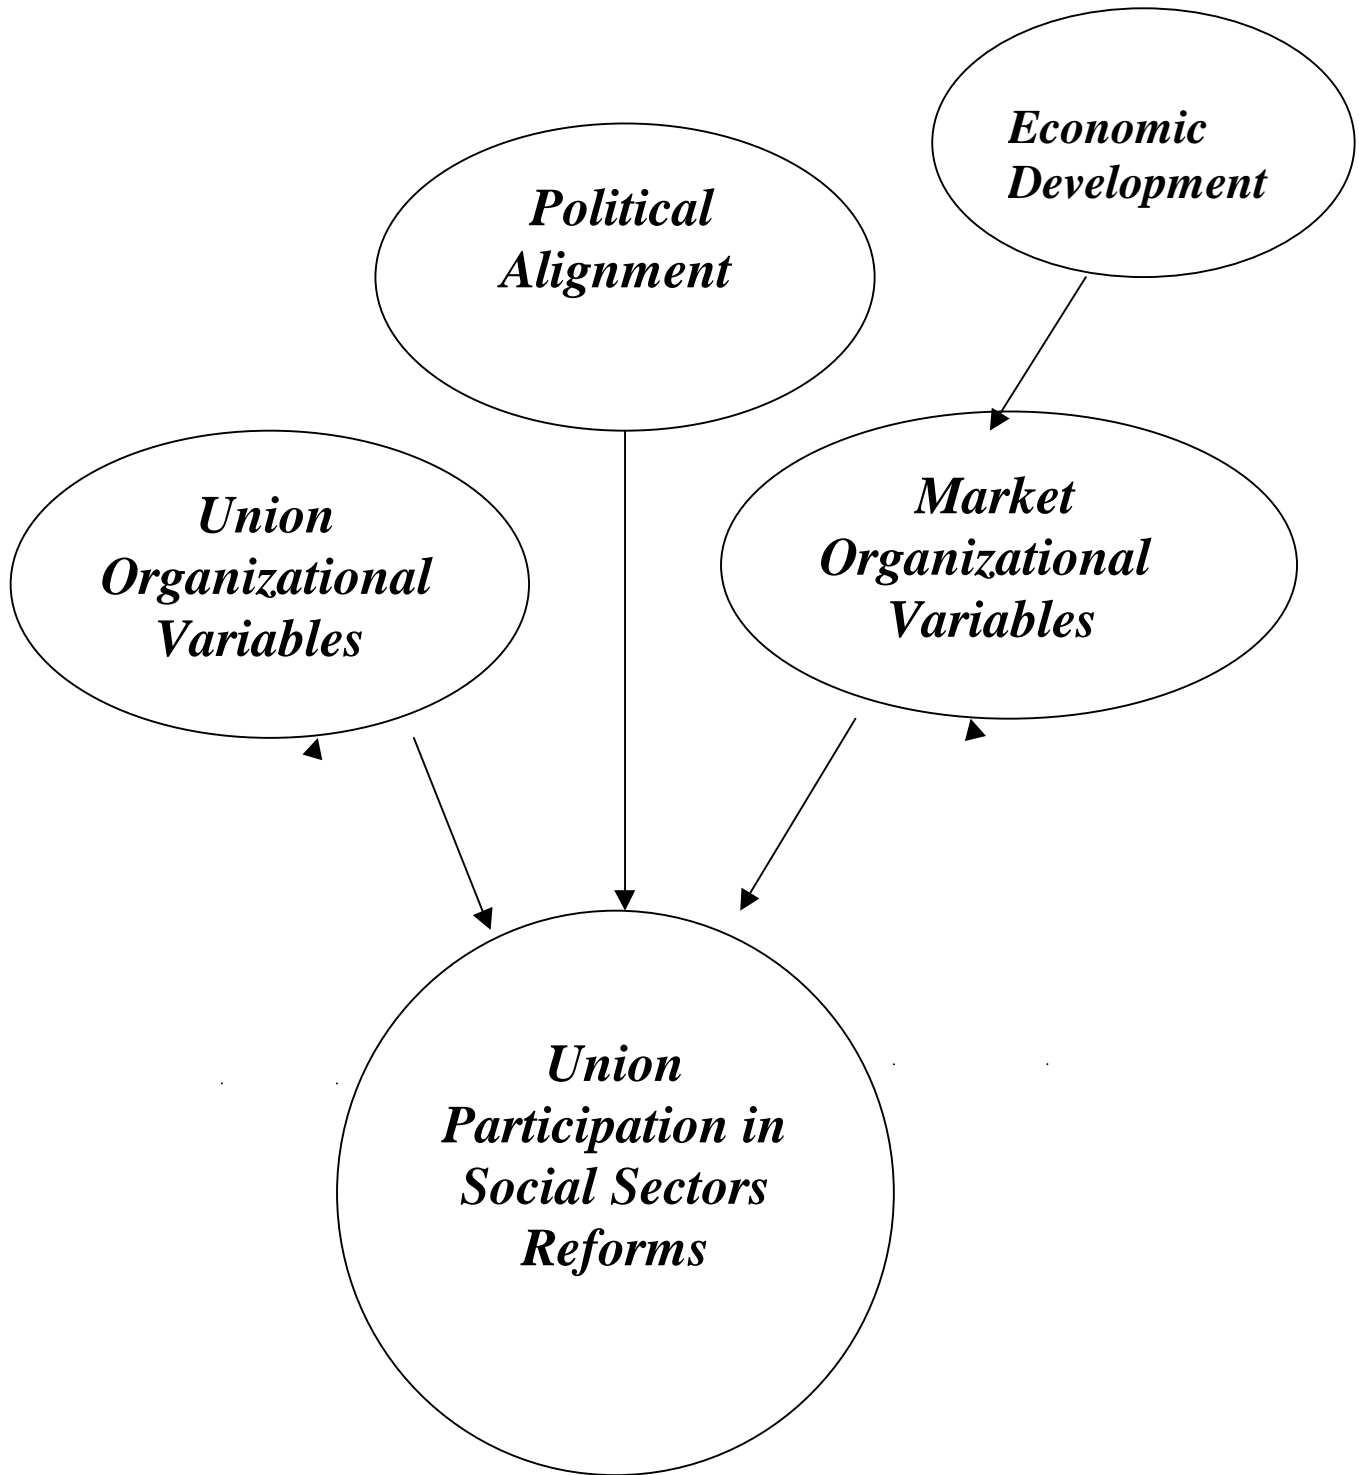 Economic
Development
Political
Alignment
Union
Organizational
Variables
Market
Organizational
Variables
Union
Participation in
Social Sectors
Reforms